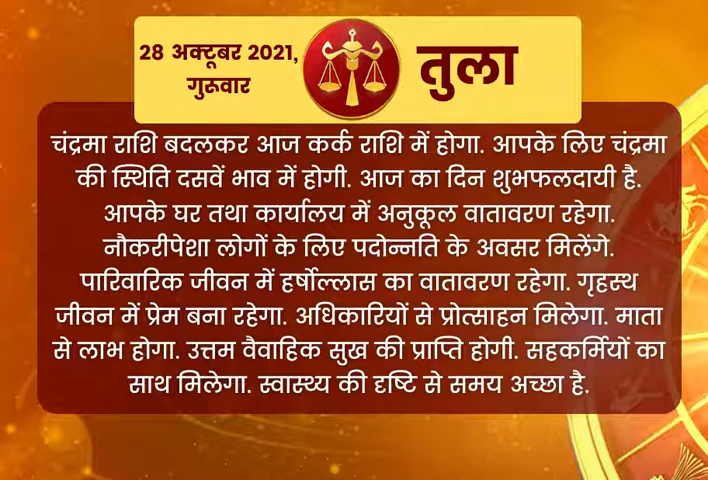 28 अक्टूबर 2021,
गुरूवार
तुला
चंद्रमा राशि बदलकर आज कर्क राशि में होगा. आपके लिए चंद्रमा
की स्थिति दसवें भाव में होगी. आज का दिन शुभफलदायी है.
आपके घर तथा कार्यालय में अनुकूल वातावरण रहेगा.
नौकरीपेशा लोगों के लिए पदोन्नति के अवसर मिलेंगे.
पारिवारिक जीवन में हर्षोल्लास का वातावरण रहेगा. गृहस्थ
जीवन में प्रेम बना रहेगा. अधिकारियों से प्रोत्साहन मिलेगा. माता
से लाभ होगा. उत्तम वैवाहिक सुख की प्राप्ति होगी. सहकर्मियों का
साथ मिलेगा. स्वास्थ्य की दृष्टि से समय अच्छा है.